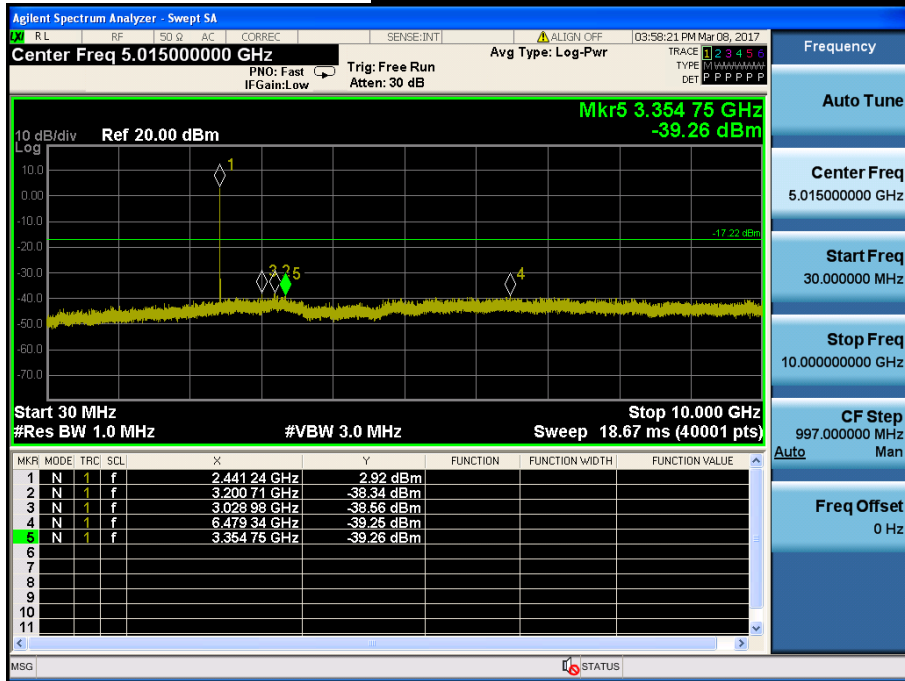 Agilent Spectrum Analyzer - Swept SA
LXI RL RF 50 Ω AC CORREC SENSE:INT ALIGN OFF 03:58:21 PM Mar 08, 2017
Center Freq 5.015000000 GHz
PNO: Fast
IFGain:Low
Trig: Free Run
Atten: 30 dB
Avg Type: Log-Pwr
TRACE 1 2 3 4 5 6
TYPE M WWWWW
DET P P P P P P
Mkr5 3.354 75 GHz
-39.26 dBm
10 dB/div Ref 20.00 dBm
Log
10.0
0.00
-10.0
-20.0
-30.0
-40.0
-50.0
-60.0
-70.0
1
-17.22 dBm
3 2 5
4
Start 30 MHz Stop 10.000 GHz
#Res BW 1.0 MHz #VBW 3.0 MHz Sweep 18.67 ms (40001 pts)
MKR MODE TRC SCL X Y FUNCTION FUNCTION WIDTH FUNCTION VALUE
1 N 1 f 2.441 24 GHz 2.92 dBm
2 N 1 f 3.200 71 GHz -38.34 dBm
3 N 1 f 3.028 98 GHz -38.56 dBm
4 N 1 f 6.479 34 GHz -39.25 dBm
5 N 1 f 3.354 75 GHz -39.26 dBm
6
7
8
9
10
11
MSG STATUS
Frequency
Auto Tune
Center Freq
5.015000000 GHz
Start Freq
30.000000 MHz
Stop Freq
10.000000000 GHz
CF Step
997.000000 MHz
Auto Man
Freq Offset
0 Hz